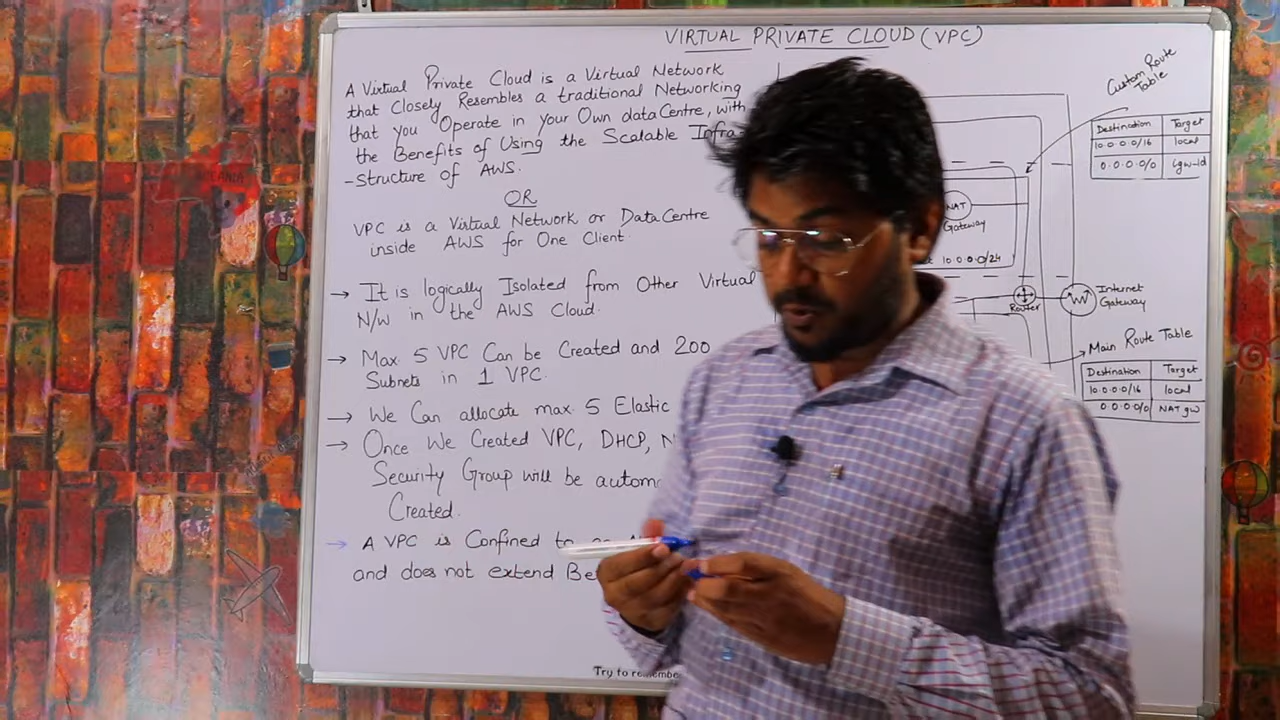 VIRTUAL PRIVATE CLOUD (VPC)
A Virtual Private Cloud is a Virtual Network
that Closely Resembles a traditional Networking
that you Operate in your Own dataCentre, with
the Benefits of Using the Scalable Infra
-Structure of AWS.
OR
VPC is a Virtual Network or DataCentre
inside AWS for One Client.
→ It is logically Isolated from Other Virtual
N/W in the AWS Cloud.
→ Max 5 VPC Can be Created and 200
Subnets in 1 VPC.
→ We Can allocate max 5 Elastic
→ Once We Created VPC, DHCP, N
Security Group will be autom
Created.
→ A VPC is Confined to an
and does not extend Be
Try to remembe
Custom Route
Table
Destination Target
10.0.0.0/16 local
0.0.0.0/0 igw-id
NAT
Gateway
10.0.0.0/24
Router
Internet
Gateway
Main Route Table
Destination Target
10.0.0.0/16 local
0.0.0.0/0 NAT gw
OCEANIA